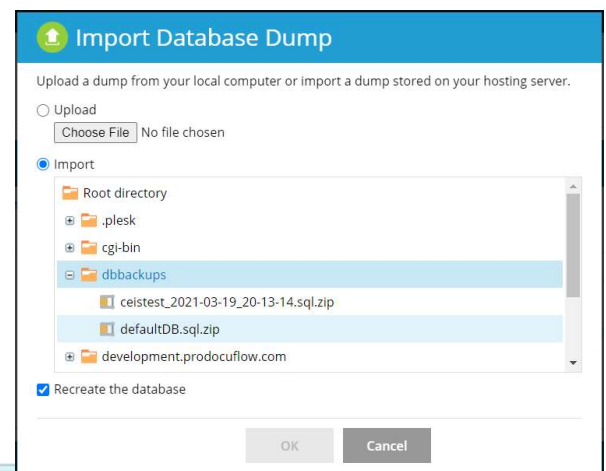 Import Database Dump
Upload a dump from your local computer or import a dump stored on your hosting server.
Upload
Choose File No file chosen
Import
Root directory
.plesk
cgi-bin
dbbackups
ceistest_2021-03-19_20-13-14.sql.zip
defaultDB.sql.zip
development.prodocuflow.com
Recreate the database
OK Cancel